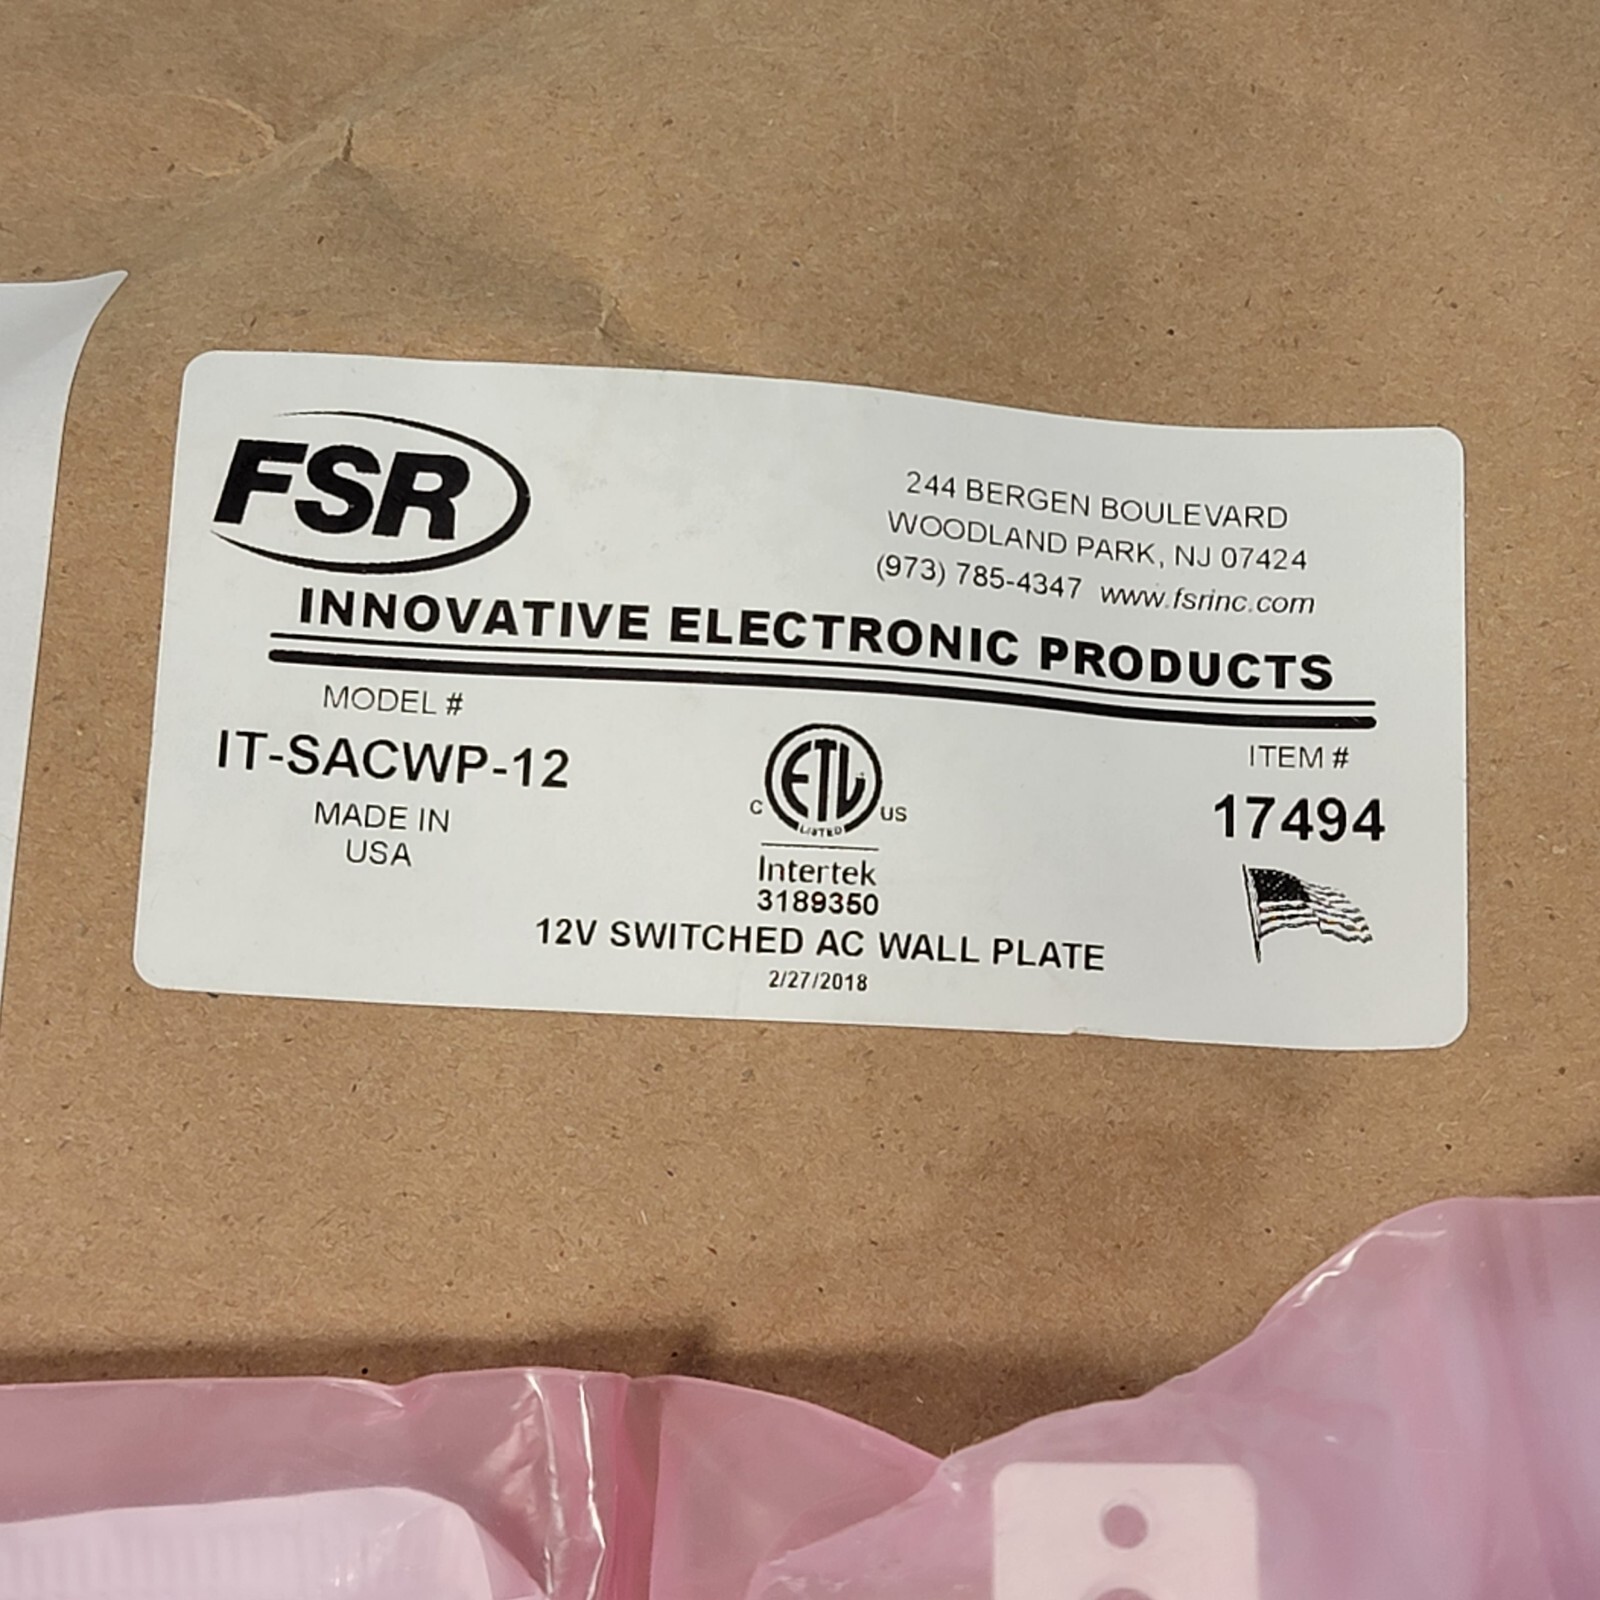 FSR
244 BERGEN BOULEVARD
WOODLAND PARK, NJ 07424
(973) 785-4347 www.fsrinc.com
INNOVATIVE ELECTRONIC PRODUCTS
MODEL #
IT-SACWP-12
MADE IN
USA
ETL
C US
LISTED
Intertek
3189350
ITEM #
17494
12V SWITCHED AC WALL PLATE
2/27/2018